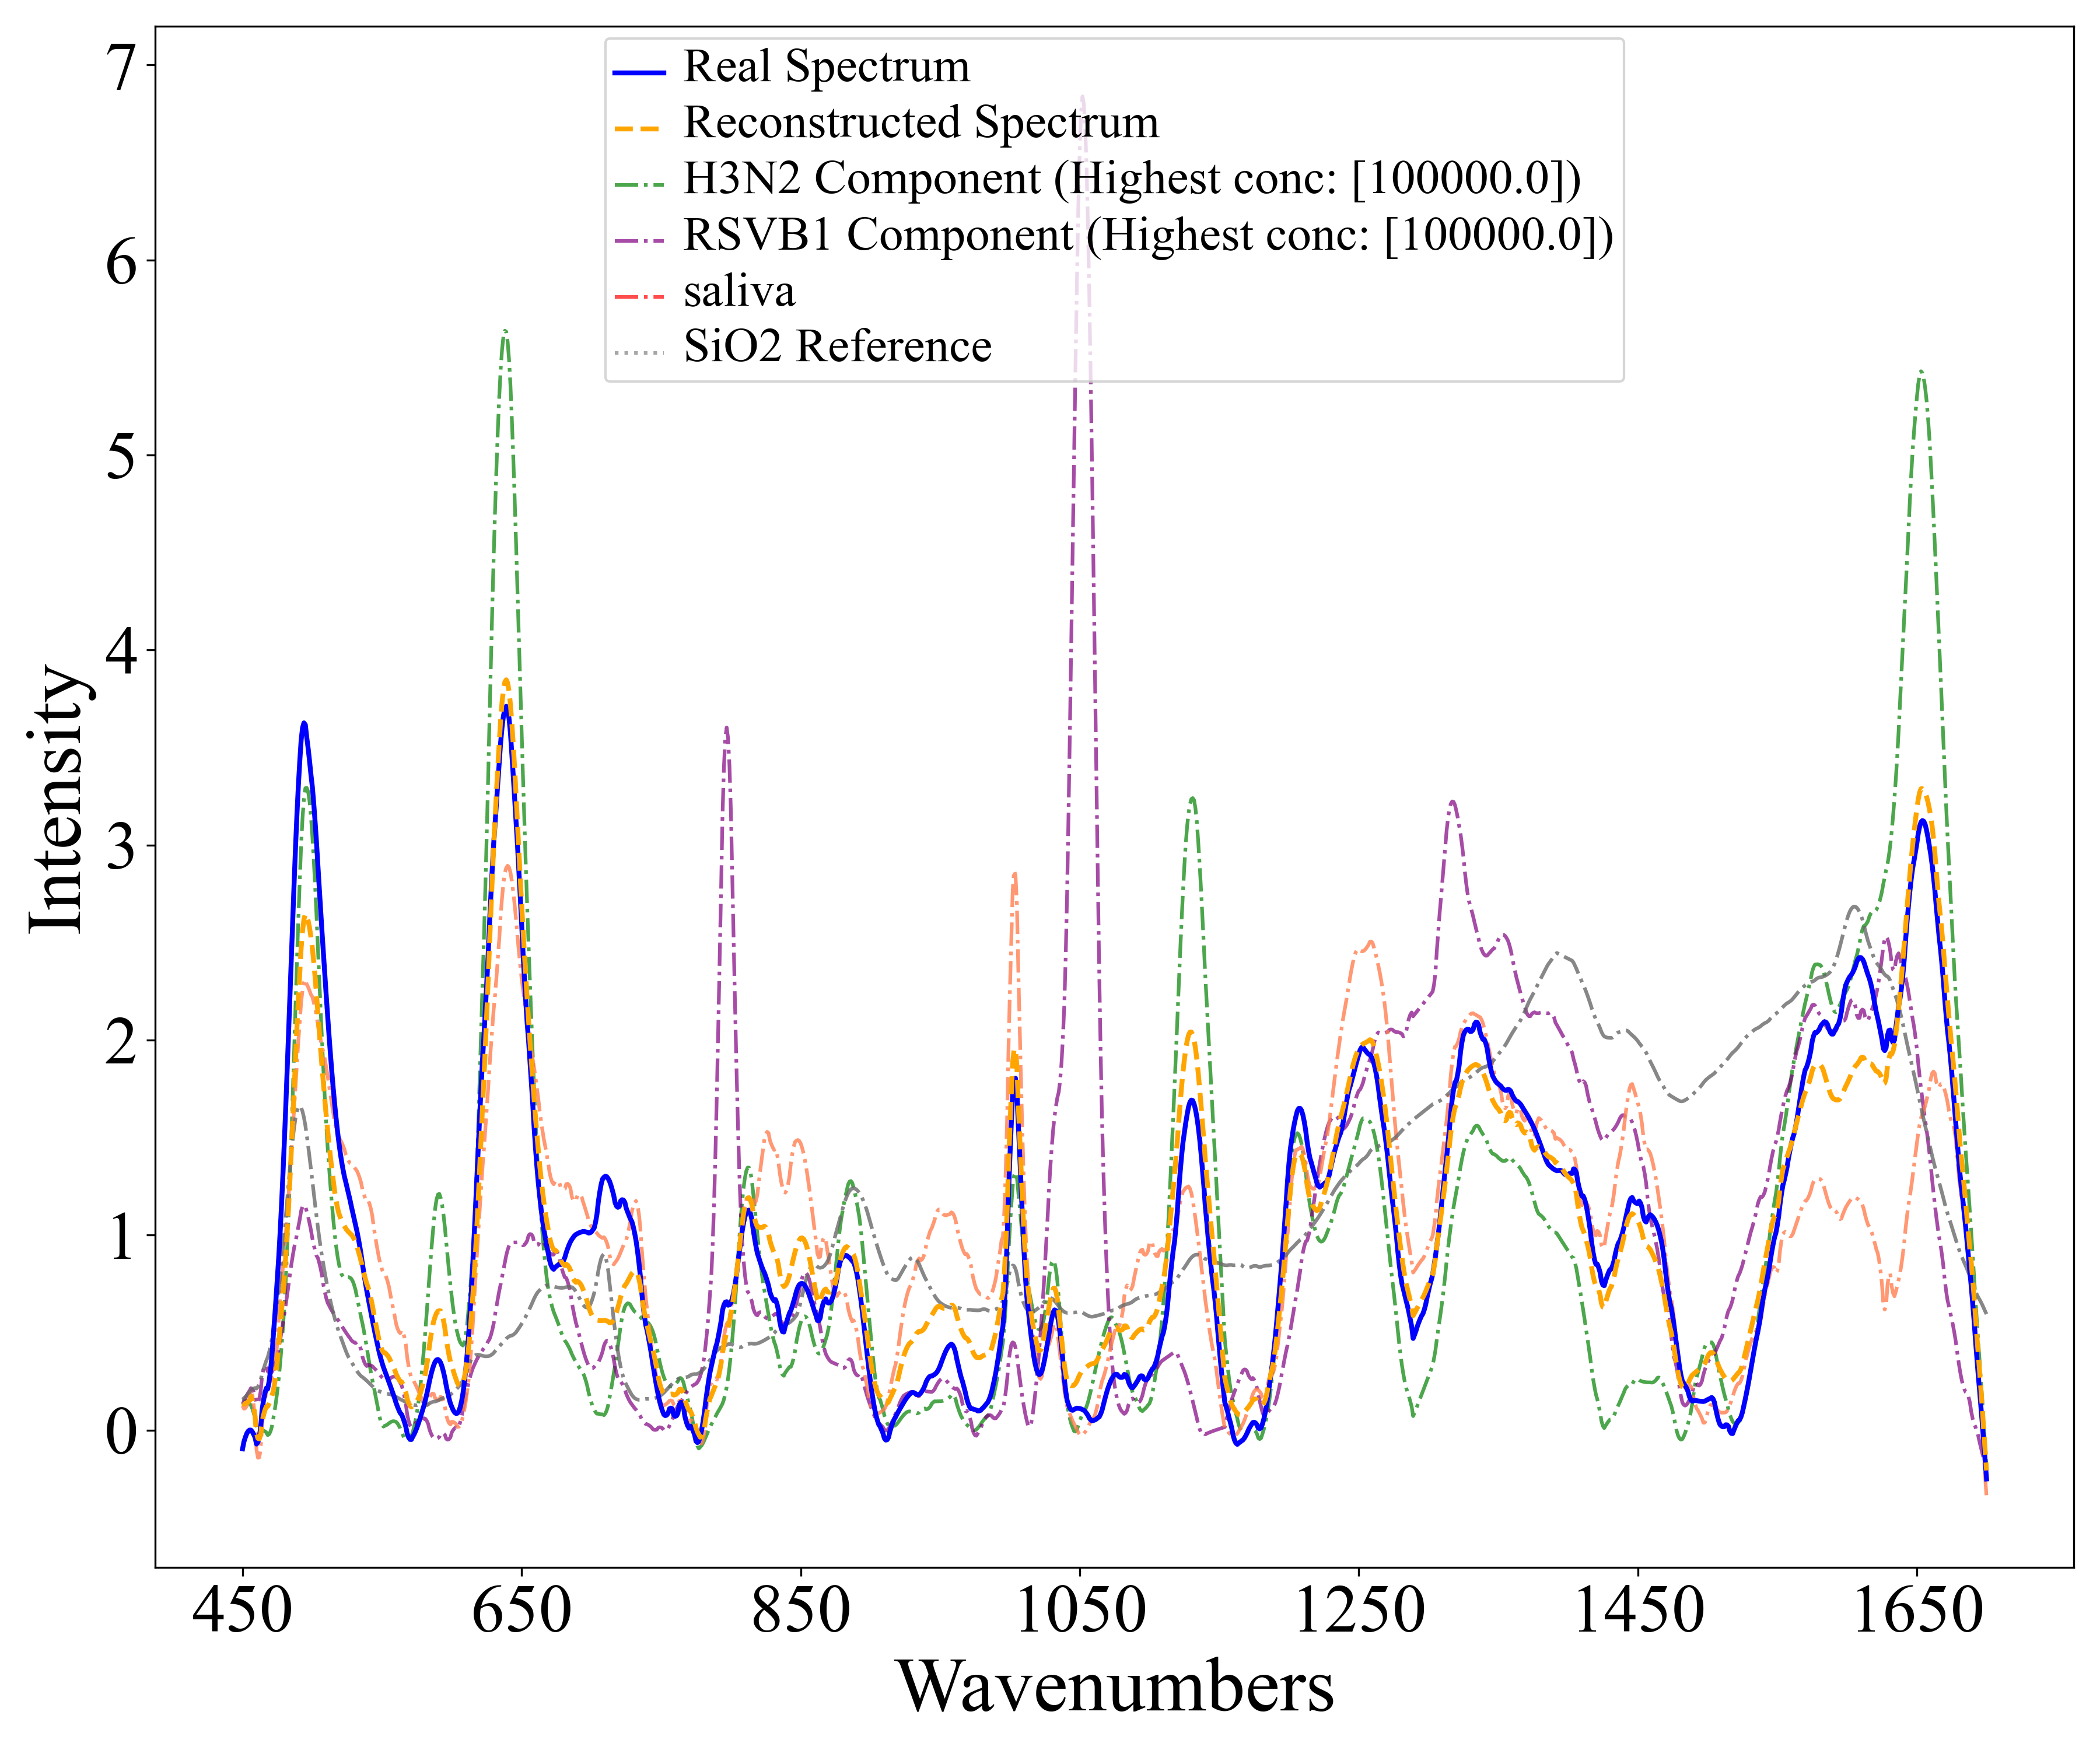 Real Spectrum
Reconstructed Spectrum
H3N2 Component (Highest conc: [100000.0])
RSVB1 Component (Highest conc: [100000.0])
saliva
SiO2 Reference
7
6
5
4
3
2
1
0
Intensity
450 650 850 1050 1250 1450 1650
Wavenumbers